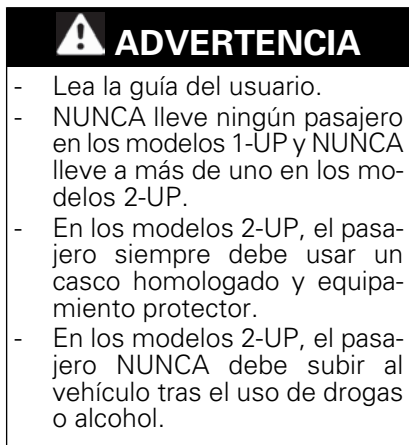 ADVERTENCIA
- Lea la guía del usuario.
- NUNCA lleve ningún pasajero
en los modelos 1-UP y NUNCA
lleve a más de uno en los mo-
delos 2-UP.
- En los modelos 2-UP, el pasa-
jero siempre debe usar un
casco homologado y equipa-
miento protector.
- En los modelos 2-UP, el pasa-
jero NUNCA debe subir al
vehículo tras el uso de drogas
o alcohol.